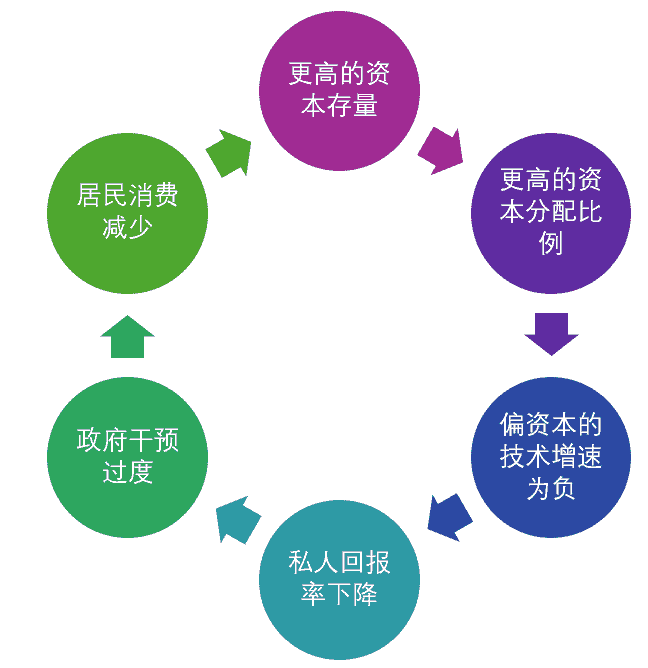 更高的资
本存量
更高的资
本分配比
例
偏资本的
技术增速
为负
私人回报
率下降
政府干预
过度
居民消费
减少